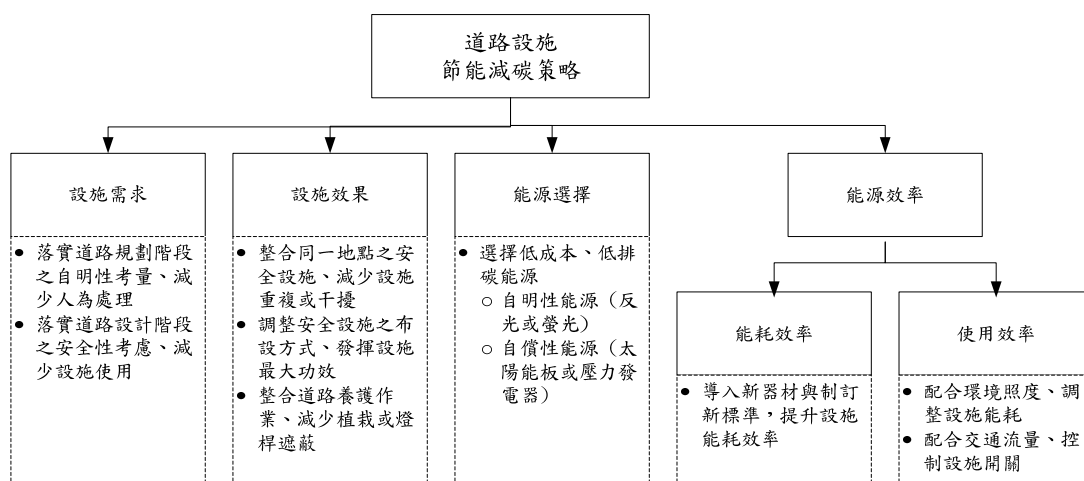 道路設施
節能減碳策略
設施需求
● 落實道路規劃階段
之自明性考量、減
少人為處理
● 落實道路設計階段
之安全性考慮、減
少設施使用
設施效果
● 整合同一地點之安
全設施、減少設施
重複或干擾
● 調整安全設施之布
設方式、發揮設施
最大功效
● 整合道路養護作
業、減少植栽或燈
桿遮蔽
能源選擇
● 選擇低成本、低排
碳能源
○ 自明性能源（反
光或螢光）
○ 自償性能源（太
陽能板或壓力發
電器）
能源效率
能耗效率
● 導入新器材與制訂
新標準，提升設施
能耗效率
使用效率
● 配合環境照度、調
整設施能耗
● 配合交通流量、控
制設施開關